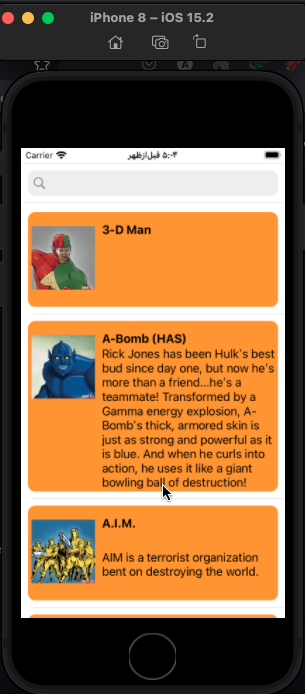 iPhone 8 – iOS 15.2
Carrier
۵:۰۴ قبل‌ازظهر
3-D Man
A-Bomb (HAS)
Rick Jones has been Hulk's best
bud since day one, but now he's
more than a friend...he's a
teammate! Transformed by a
Gamma energy explosion, A-
Bomb's thick, armored skin is
just as strong and powerful as it
is blue. And when he curls into
action, he uses it like a giant
bowling ball of destruction!
A.I.M.
AIM is a terrorist organization
bent on destroying the world.